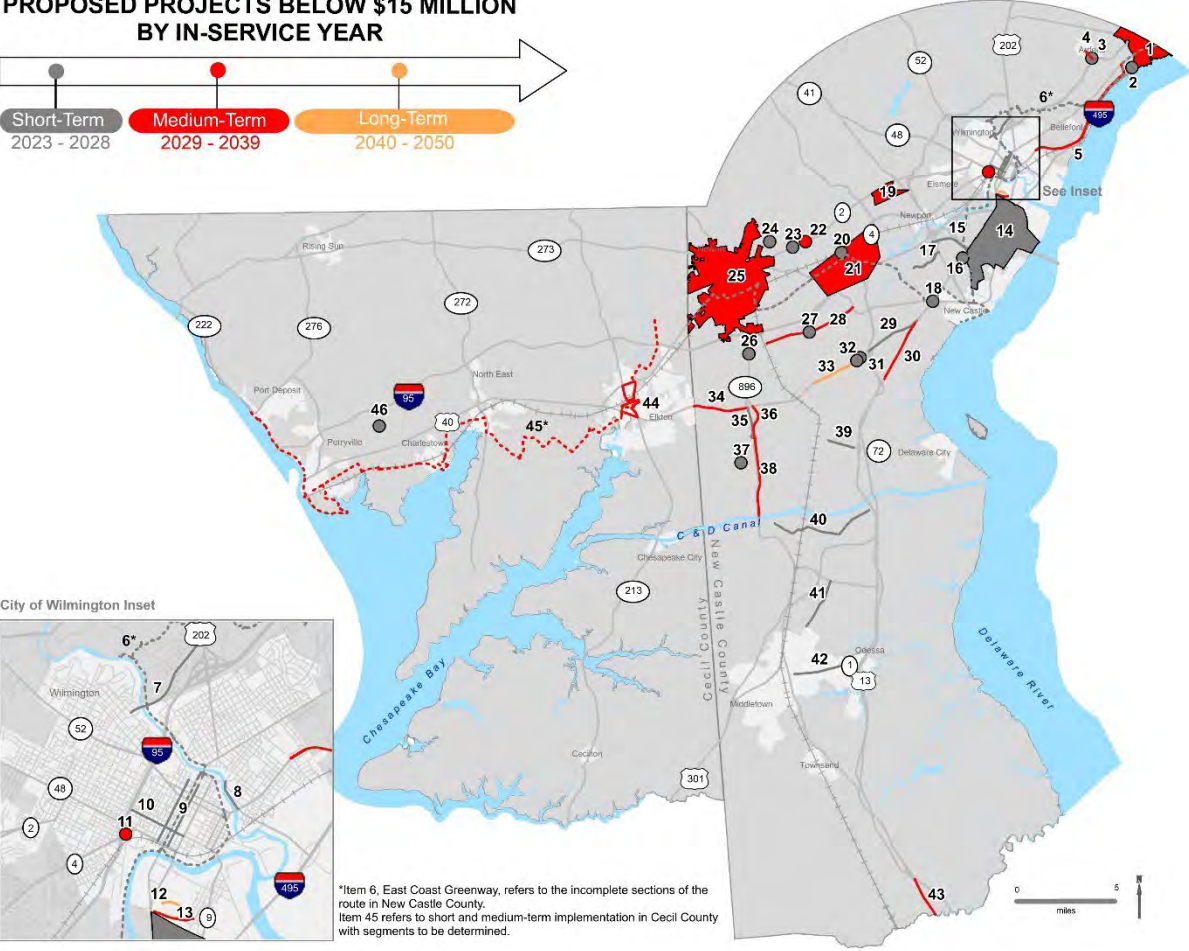 PROPOSED PROJECTS BELOW $15 MILLION
BY IN-SERVICE YEAR
Short-Term
Medium-Term
Long-Term
2023 - 2028
2029 - 2039
2040 - 2050
202
4
3
1
Arden
52
2
41
6*
495
Wilmington
Bellefont
48
5
Elsmere
See Inset
19
2
Newport
24
23
22
20
4
15
14
Rising Sun
273
17
25
21
16
272
18
222
276
New Castle
27
28
29
26
32
31
30
33
North East
896
95
Port Deposit
44
34
36
46
40
Elkton
35
45*
39
Perryville
Charlestown
72
Delaware City
37
38
40
C & D Canal
Chesapeake City
213
New Castle County
Cecil County
41
City of Wilmington Inset
6*
202
Odessa
42
1
13
7
Wilmington
Middletown
Chesapeake Bay
Delaware River
52
95
Cecilton
Townsend
301
48
10
9
8
11
2
4
495
12
13
9
43
*Item 6, East Coast Greenway, refers to the incomplete sections of the
route in New Castle County.
Item 45 refers to short and medium-term implementation in Cecil County
with segments to be determined.
0
5
miles
N